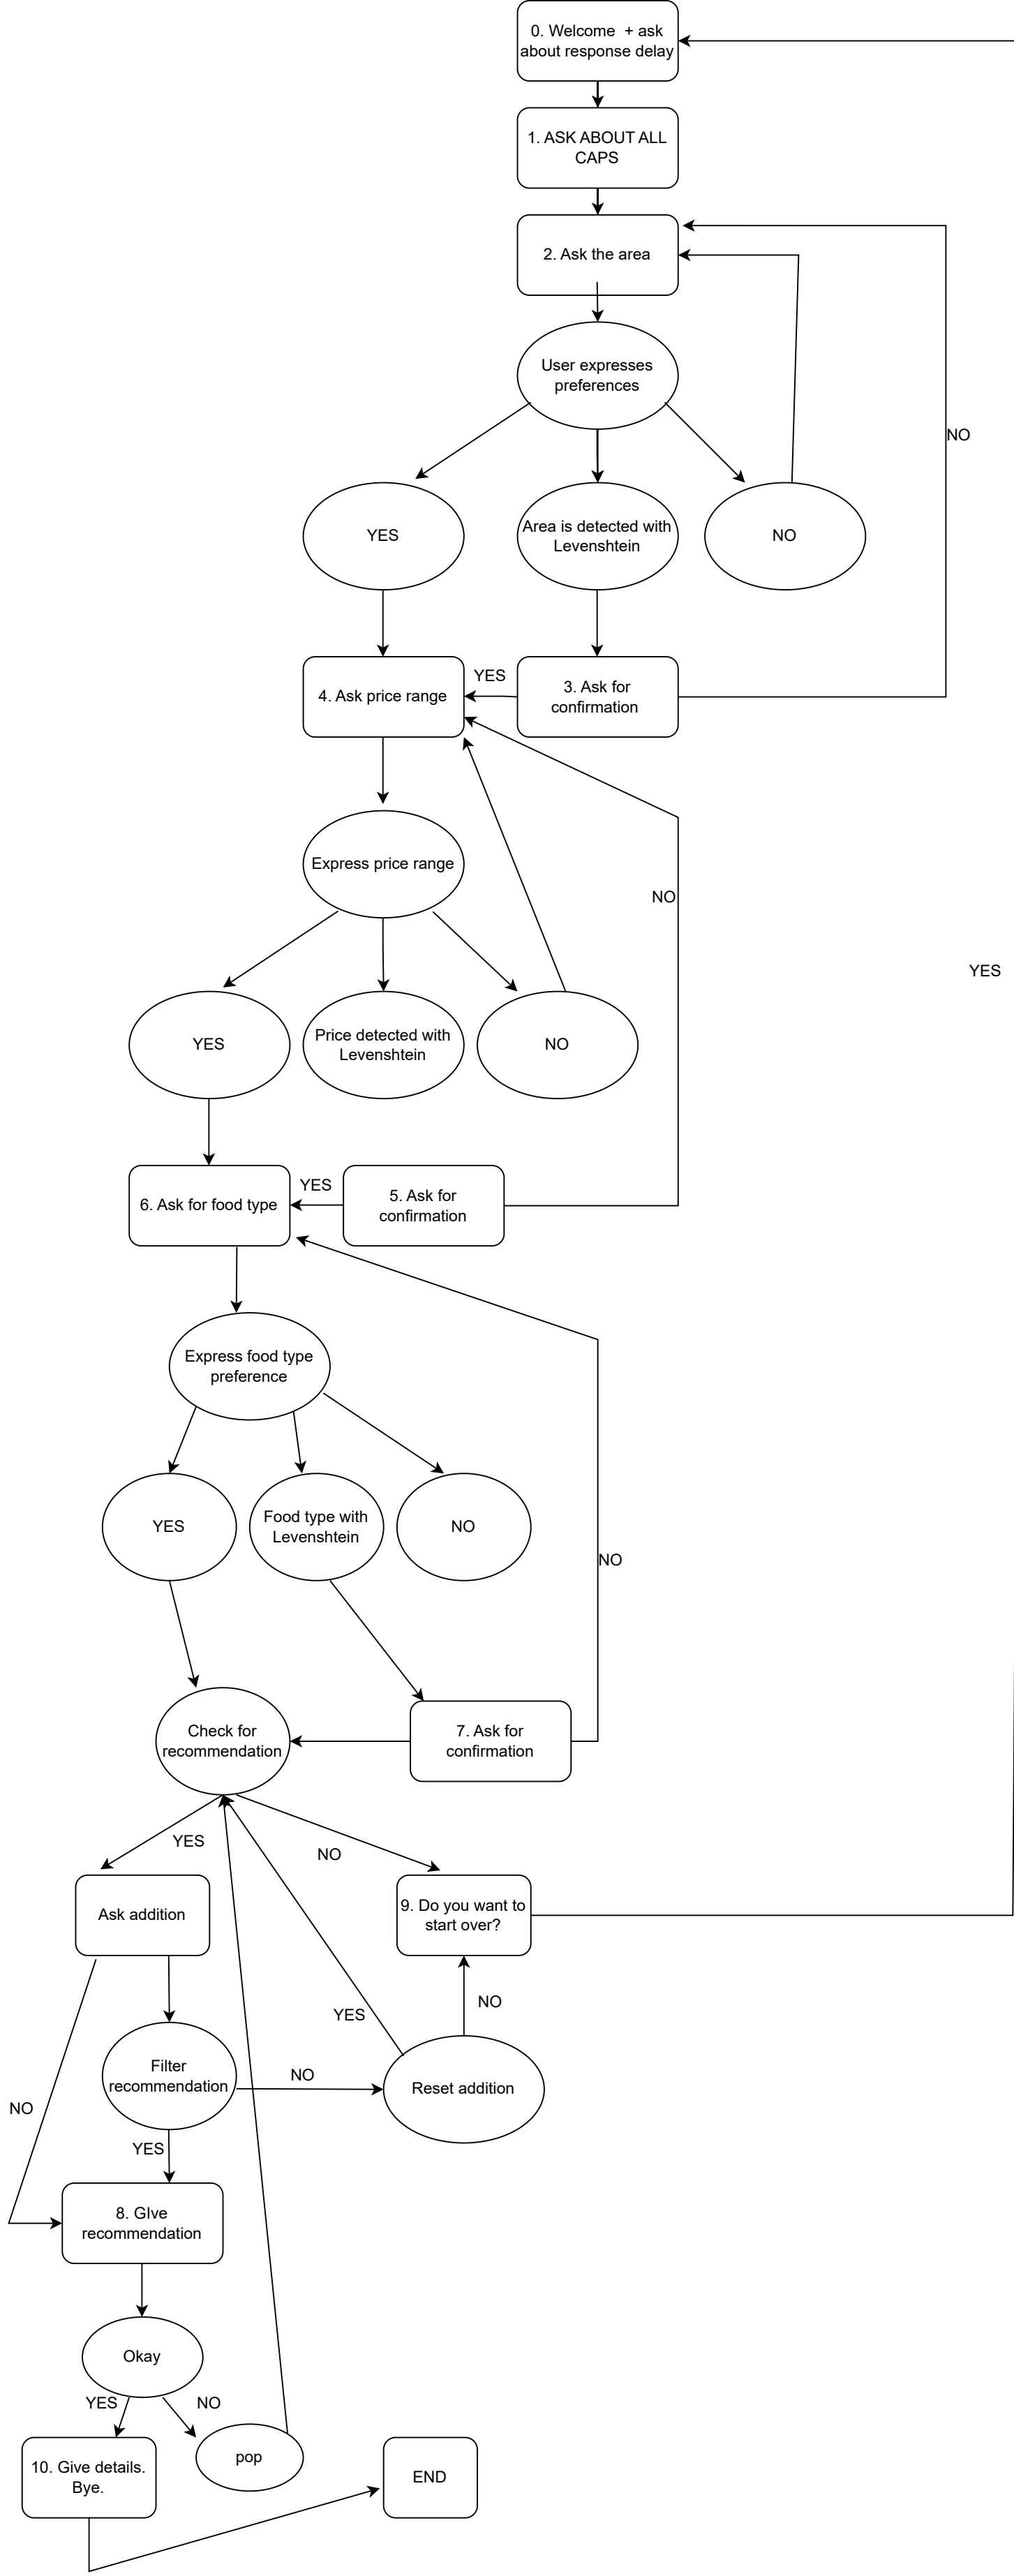 0. Welcome + ask
about response delay
1. ASK ABOUT ALL
CAPS
2. Ask the area
User expresses
preferences
NO
YES
Area is detected with
Levenshtein
NO
4. Ask price range
YES
3. Ask for
confirmation
Express price range
NO
YES
YES
Price detected with
Levenshtein
NO
6. Ask for food type
YES
5. Ask for
confirmation
Express food type
preference
YES
Food type with
Levenshtein
NO
NO
Check for
recommendation
7. Ask for
confirmation
YES
NO
Ask addition
9. Do you want to
start over?
YES
NO
Filter
recommendation
NO
Reset addition
NO
YES
8. GIve
recommendation
Okay
YES
NO
10. Give details.
Bye.
pop
END